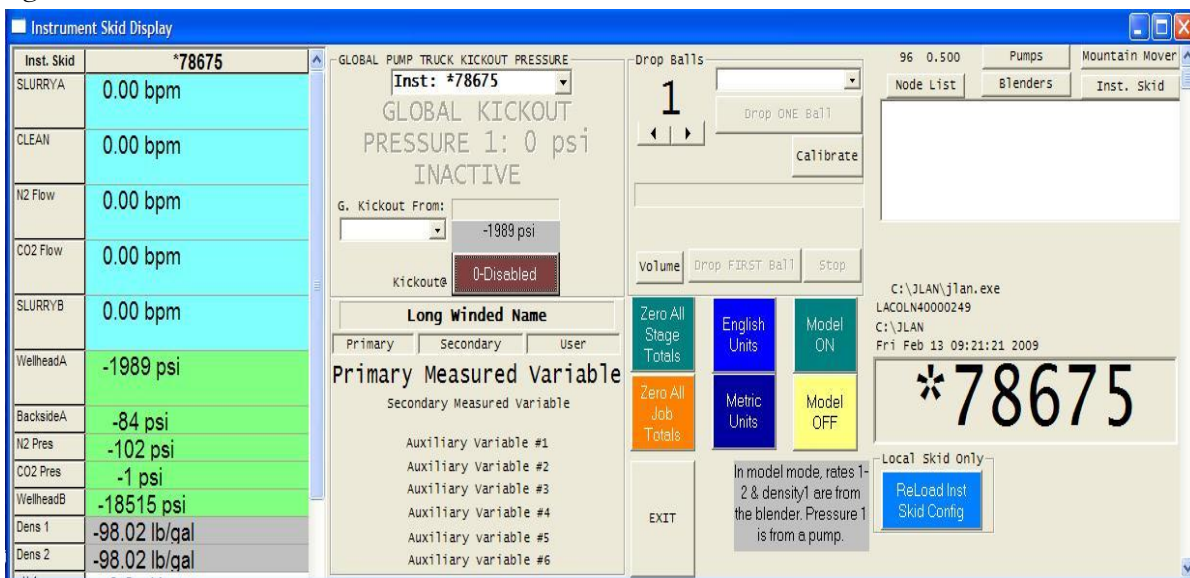 Instrument Skid Display
Inst. Skid *78675
SLURRYA 0.00 bpm
CLEAN 0.00 bpm
N2 Flow 0.00 bpm
CO2 Flow 0.00 bpm
SLURRYB 0.00 bpm
WellheadA -1989 psi
BacksideA -84 psi
N2 Pres -102 psi
CO2 Pres -1 psi
WellheadB -18515 psi
Dens 1 -98.02 lb/gal
Dens 2 -98.02 lb/gal
GLOBAL PUMP TRUCK KICKOUT PRESSURE
Inst: *78675
GLOBAL KICKOUT
PRESSURE 1: 0 psi
INACTIVE
G. Kickout From:
-1989 psi
Kickout@ 0-Disabled
Long Winded Name
Primary Secondary User
Primary Measured Variable
Secondary Measured Variable
Auxiliary Variable #1
Auxiliary Variable #2
Auxiliary Variable #3
Auxiliary Variable #4
Auxiliary Variable #5
Auxiliary Variable #6
Drop Balls
1
Drop ONE Ball
Calibrate
Volume Drop FIRST Ball Stop
Zero All
Stage
Totals
English
Units
Model
ON
Zero All
Job
Totals
Metric
Units
Model
OFF
EXIT
In model mode, rates 1-
2 & density1 are from
the blender. Pressure 1
is from a pump.
96 0.500 Pumps Mountain Mover
Node List Blenders Inst. Skid
C:\JLAN\jlan.exe
LACOLN40000249
C:\JLAN
Fri Feb 13 09:21:21 2009
*78675
Local Skid Only
ReLoad Inst
Skid Config